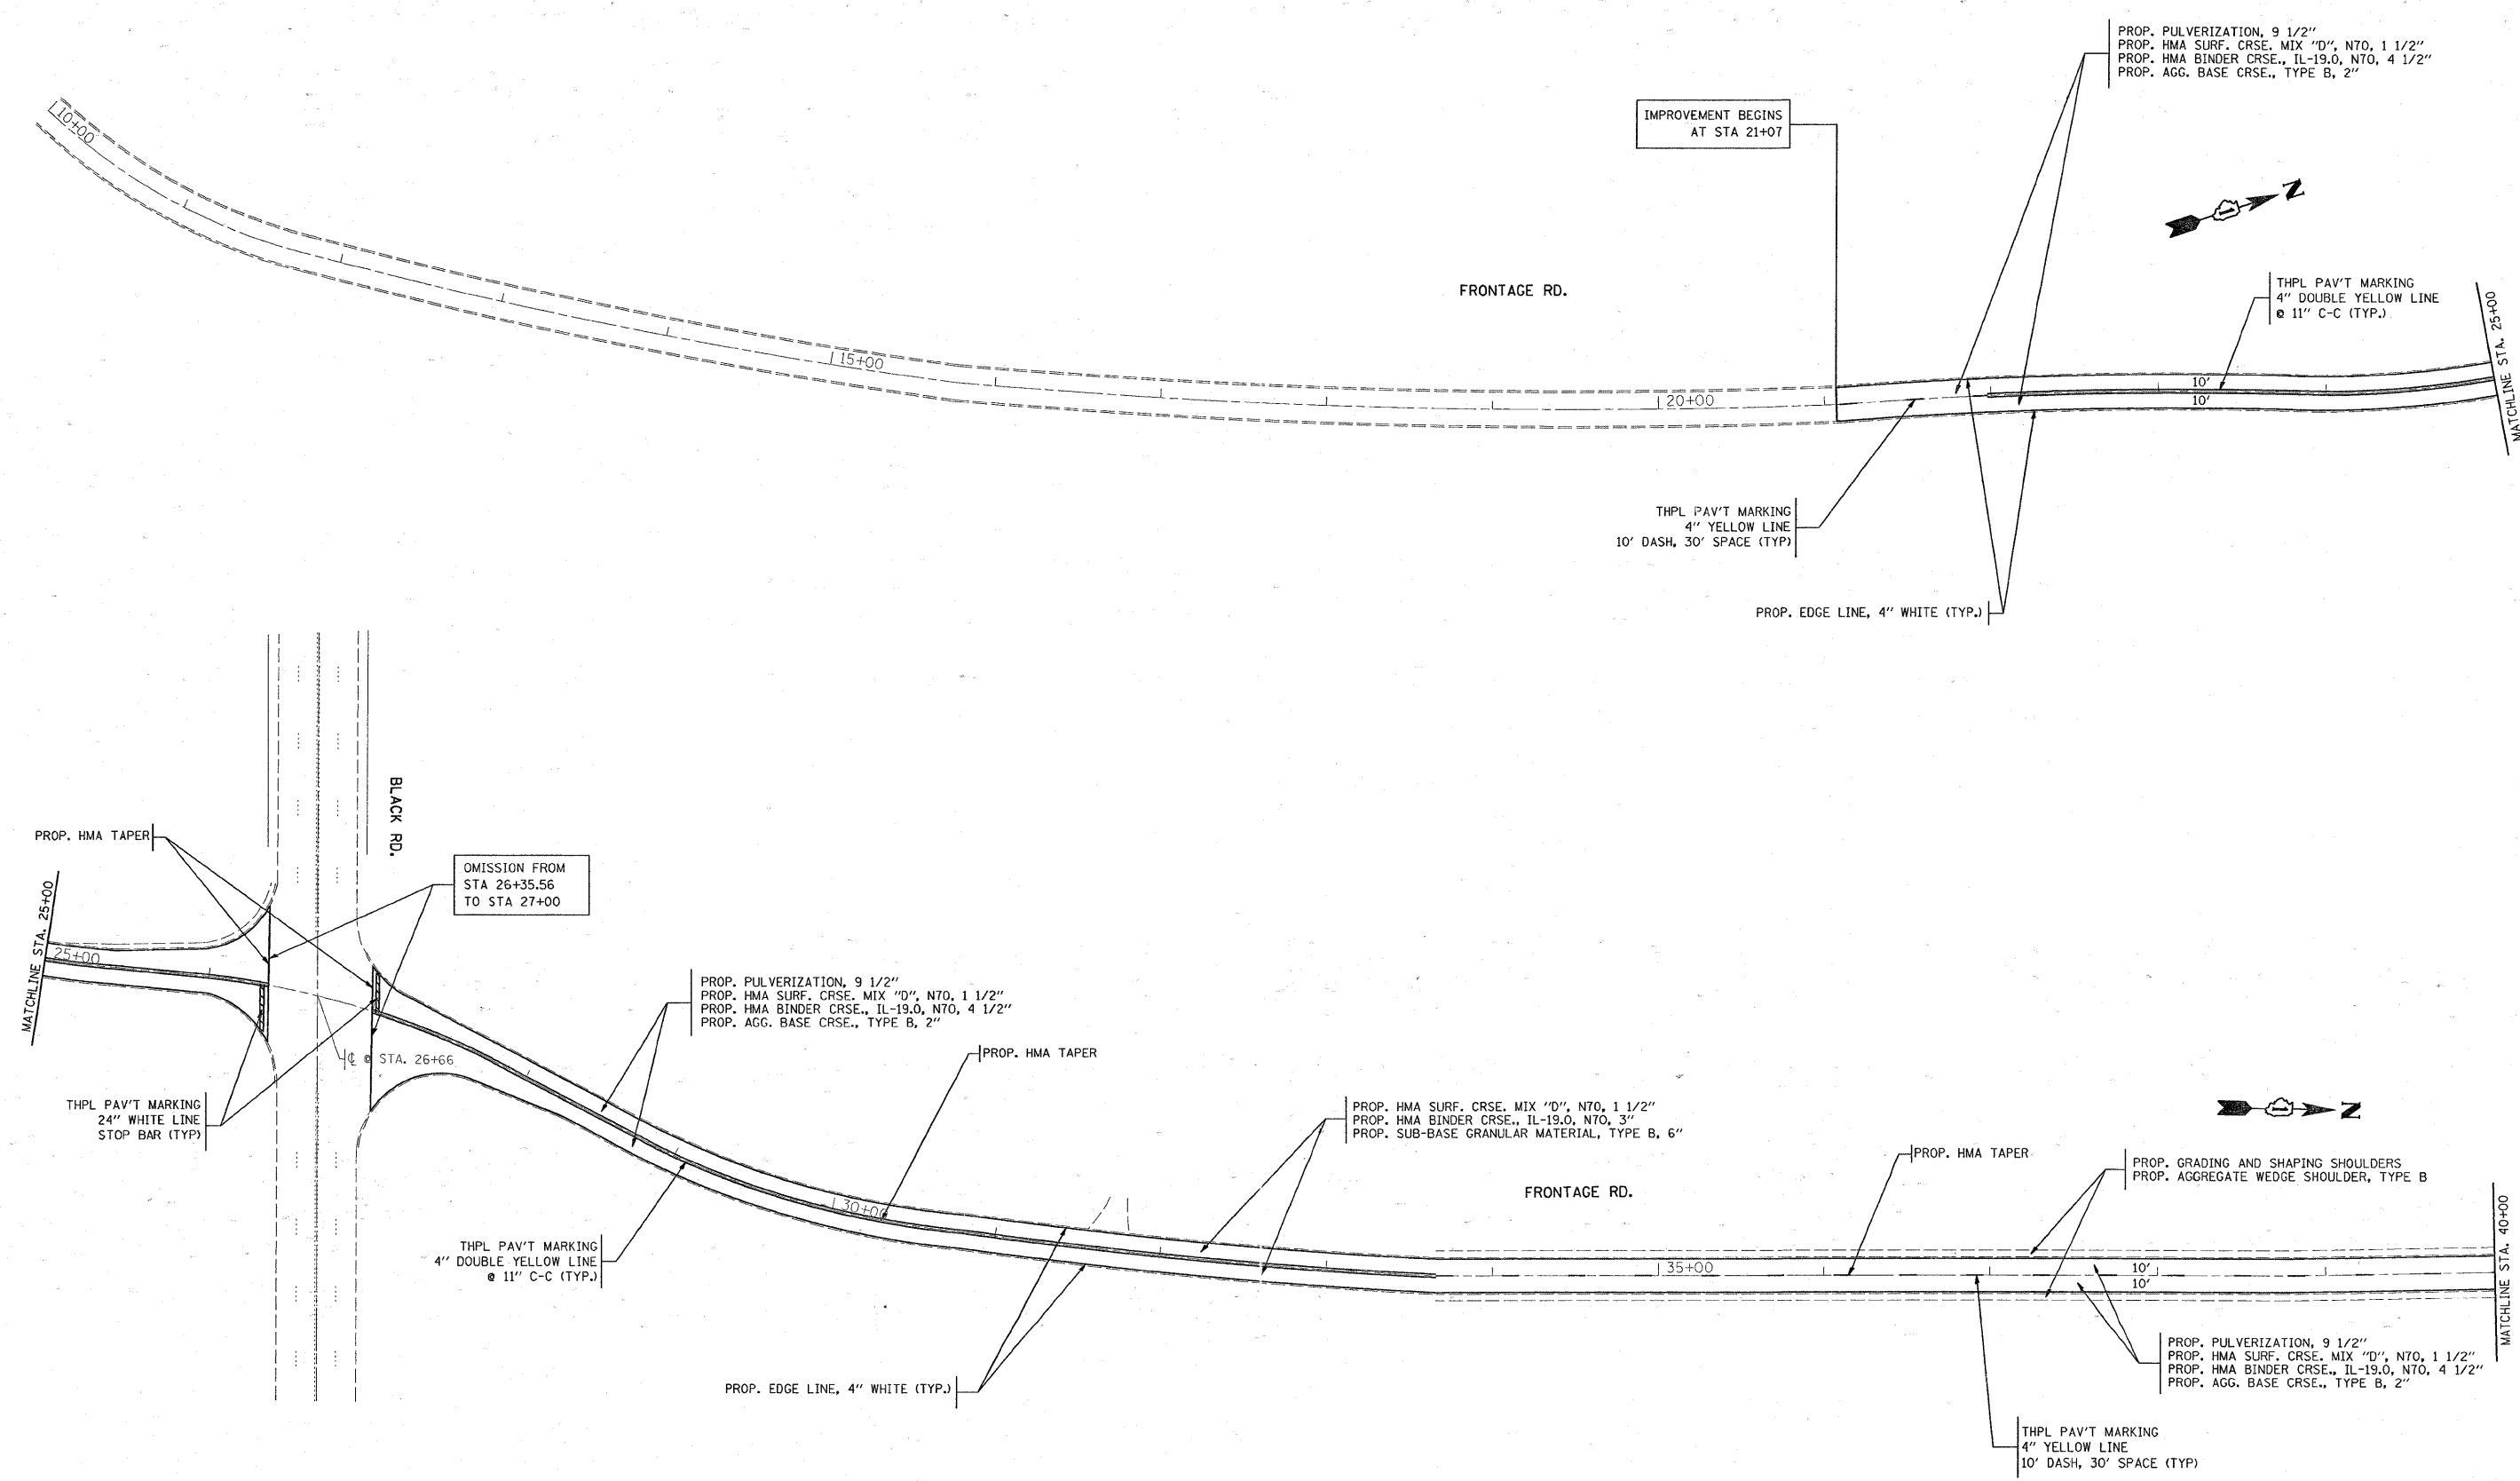 PROP. PULVERIZATION, 9 1/2"
PROP. HMA SURF. CRSE. MIX "D", N70, 1 1/2"
PROP. HMA BINDER CRSE., IL-19.0, N70, 4 1/2"
PROP. AGG. BASE CRSE., TYPE B, 2"
IMPROVEMENT BEGINS
AT STA 21+07
10+00
N
FRONTAGE RD.
THPL PAV'T MARKING
4" DOUBLE YELLOW LINE
@ 11" C-C (TYP.)
MATCHLINE STA. 25+00
15+00
20+00
10'
10'
THPL PAV'T MARKING
4" YELLOW LINE
10' DASH, 30' SPACE (TYP)
PROP. EDGE LINE, 4" WHITE (TYP.)
BLACK RD.
PROP. HMA TAPER
OMISSION FROM
STA 26+35.56
TO STA 27+00
MATCHLINE STA. 25+00
25+00
PROP. PULVERIZATION, 9 1/2"
PROP. HMA SURF. CRSE. MIX "D", N70, 1 1/2"
PROP. HMA BINDER CRSE., IL-19.0, N70, 4 1/2"
PROP. AGG. BASE CRSE., TYPE B, 2"
℄ @ STA. 26+66
PROP. HMA TAPER
THPL PAV'T MARKING
24" WHITE LINE
STOP BAR (TYP)
PROP. HMA SURF. CRSE. MIX "D", N70, 1 1/2"
PROP. HMA BINDER CRSE., IL-19.0, N70, 3"
PROP. SUB-BASE GRANULAR MATERIAL, TYPE B, 6"
N
PROP. HMA TAPER
PROP. GRADING AND SHAPING SHOULDERS
PROP. AGGREGATE WEDGE SHOULDER, TYPE B
FRONTAGE RD.
30+00
THPL PAV'T MARKING
4" DOUBLE YELLOW LINE
@ 11" C-C (TYP.)
35+00
10'
10'
MATCHLINE STA. 40+00
PROP. PULVERIZATION, 9 1/2"
PROP. HMA SURF. CRSE. MIX "D", N70, 1 1/2"
PROP. HMA BINDER CRSE., IL-19.0, N70, 4 1/2"
PROP. AGG. BASE CRSE., TYPE B, 2"
PROP. EDGE LINE, 4" WHITE (TYP.)
THPL PAV'T MARKING
4" YELLOW LINE
10' DASH, 30' SPACE (TYP)